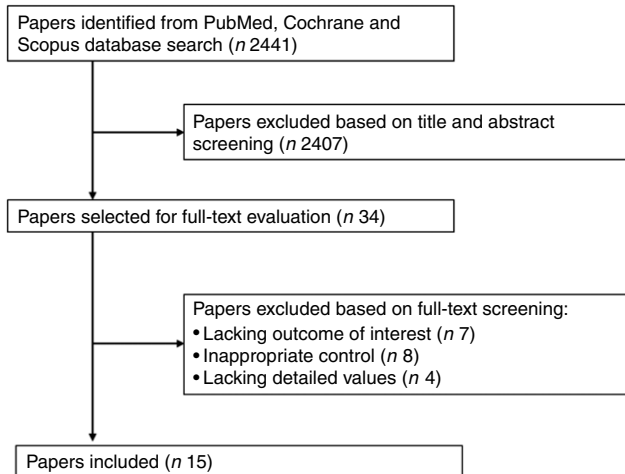 Papers identified from PubMed, Cochrane and
Scopus database search (n 2441)
Papers excluded based on title and abstract
screening (n 2407)
Papers selected for full-text evaluation (n 34)
Papers excluded based on full-text screening:
• Lacking outcome of interest (n 7)
• Inappropriate control (n 8)
• Lacking detailed values (n 4)
Papers included (n 15)